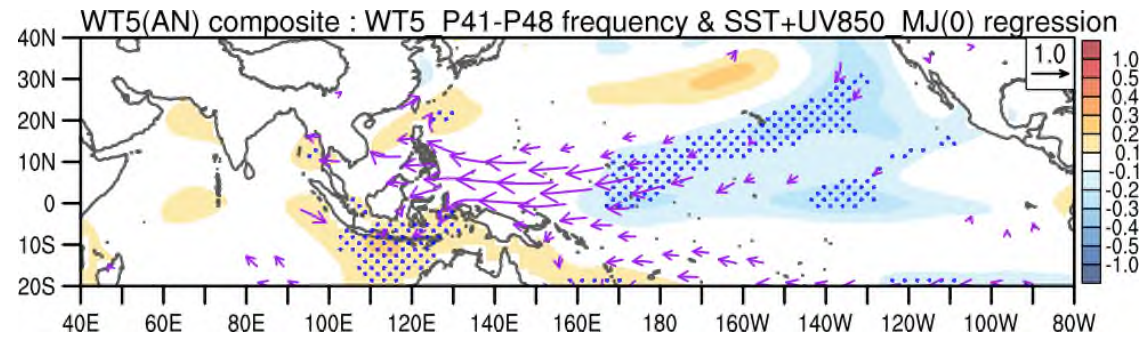 WT5(AN) composite : WT5_P41-P48 frequency & SST+UV850_MJ(0) regression
40N
30N
20N
10N
0
10S
20S
1.0
1.0
0.5
0.4
0.3
0.2
0.1
-0.1
-0.2
-0.3
-0.4
-0.5
-1.0
40E 60E 80E 100E 120E 140E 160E 180 160W 140W 120W 100W 80W